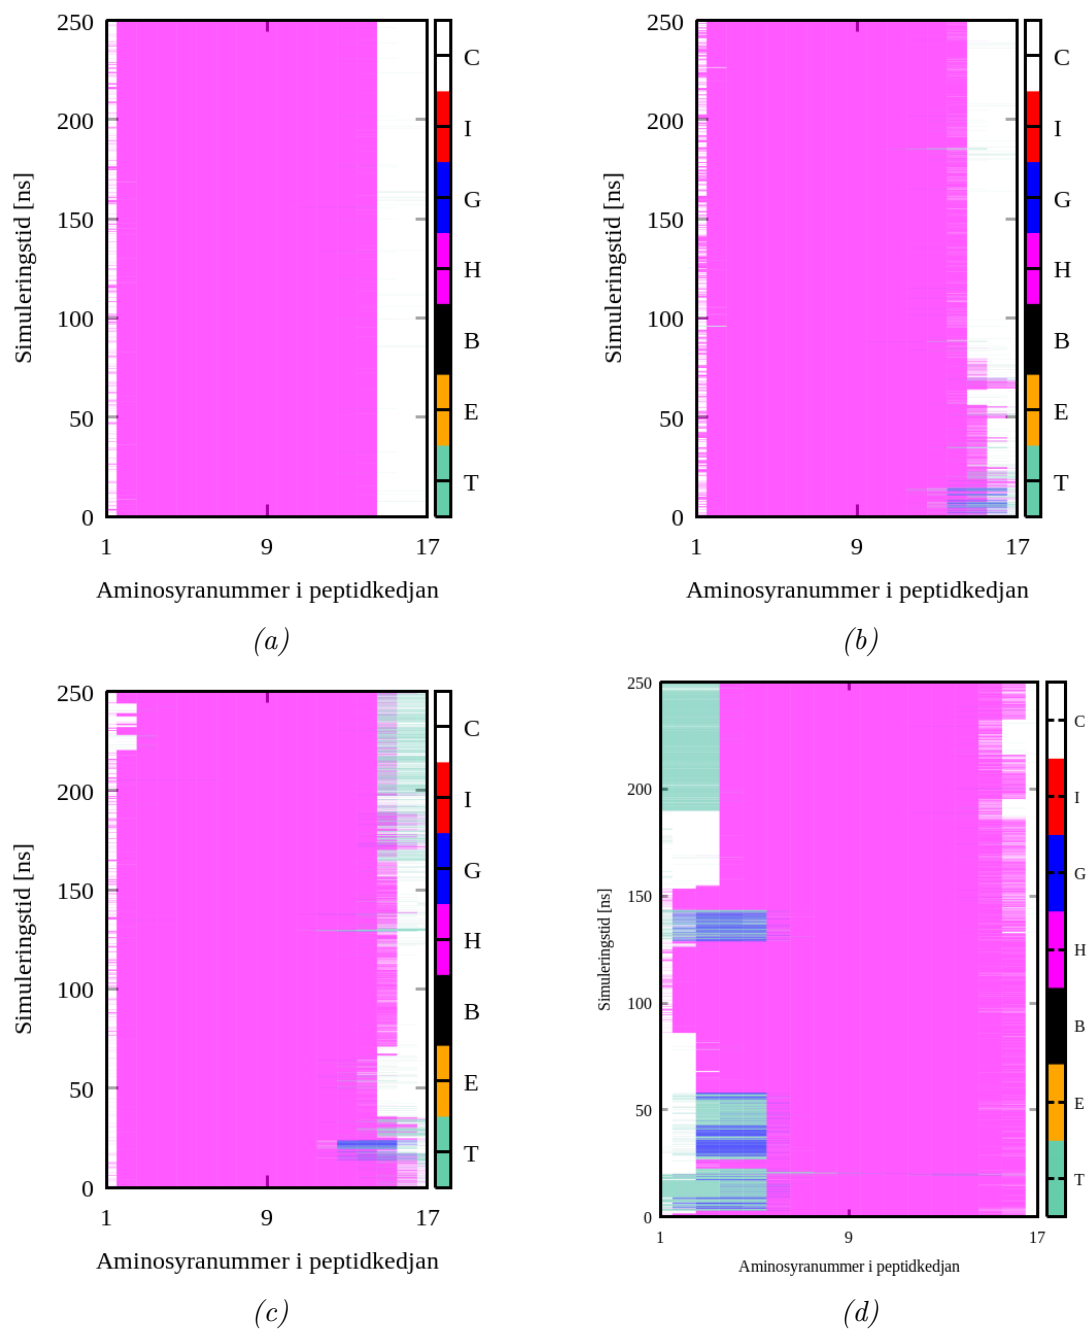 250
200
150
100
50
0
Simuleringstid [ns]
1 9 17
Aminosyranummer i peptidkedjan
C
I
G
H
B
E
T
(a)
250
200
150
100
50
0
Simuleringstid [ns]
1 9 17
Aminosyranummer i peptidkedjan
C
I
G
H
B
E
T
(b)
250
200
150
100
50
0
Simuleringstid [ns]
1 9 17
Aminosyranummer i peptidkedjan
C
I
G
H
B
E
T
(c)
250
200
150
100
50
0
Simuleringstid [ns]
1 9 17
Aminosyranummer i peptidkedjan
C
I
G
H
B
E
T
(d)